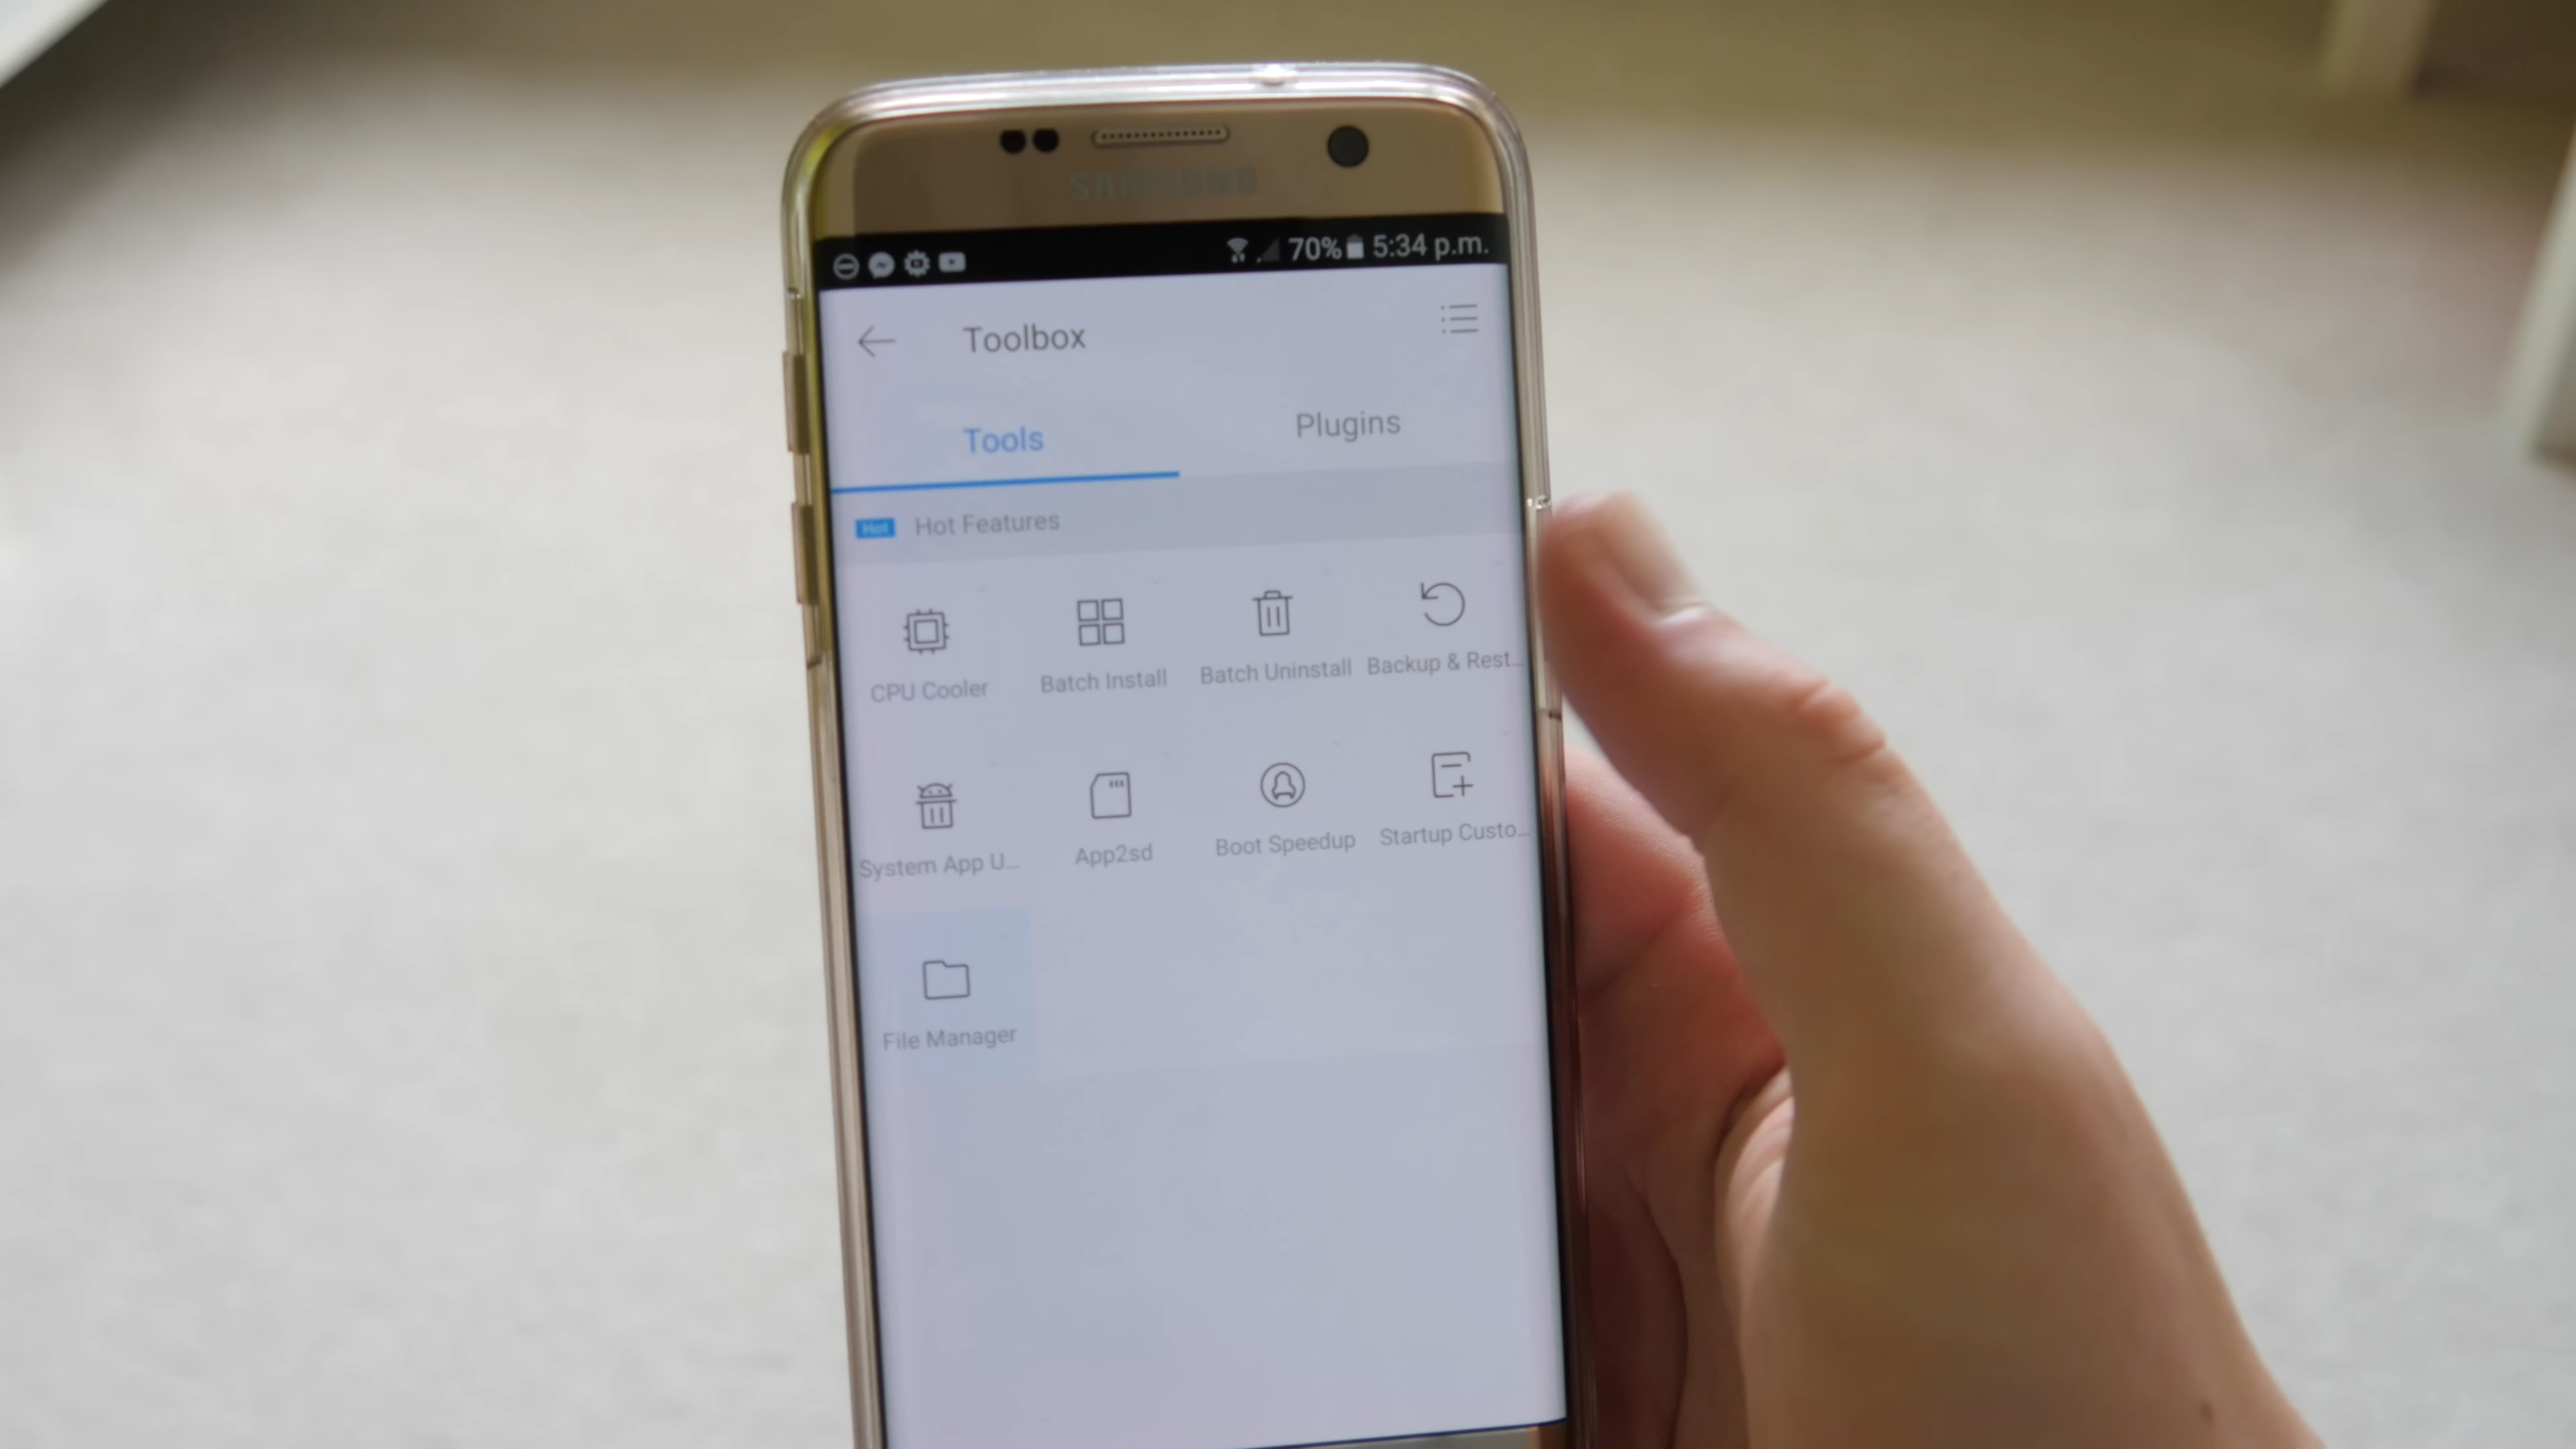 SAMSUNG
70% 5:34 p.m.
Toolbox
Tools Plugins
Hot Hot Features
CPU Cooler Batch Install Batch Uninstall Backup & Rest...
System App U... App2sd Boot Speedup Startup Custo...
File Manager